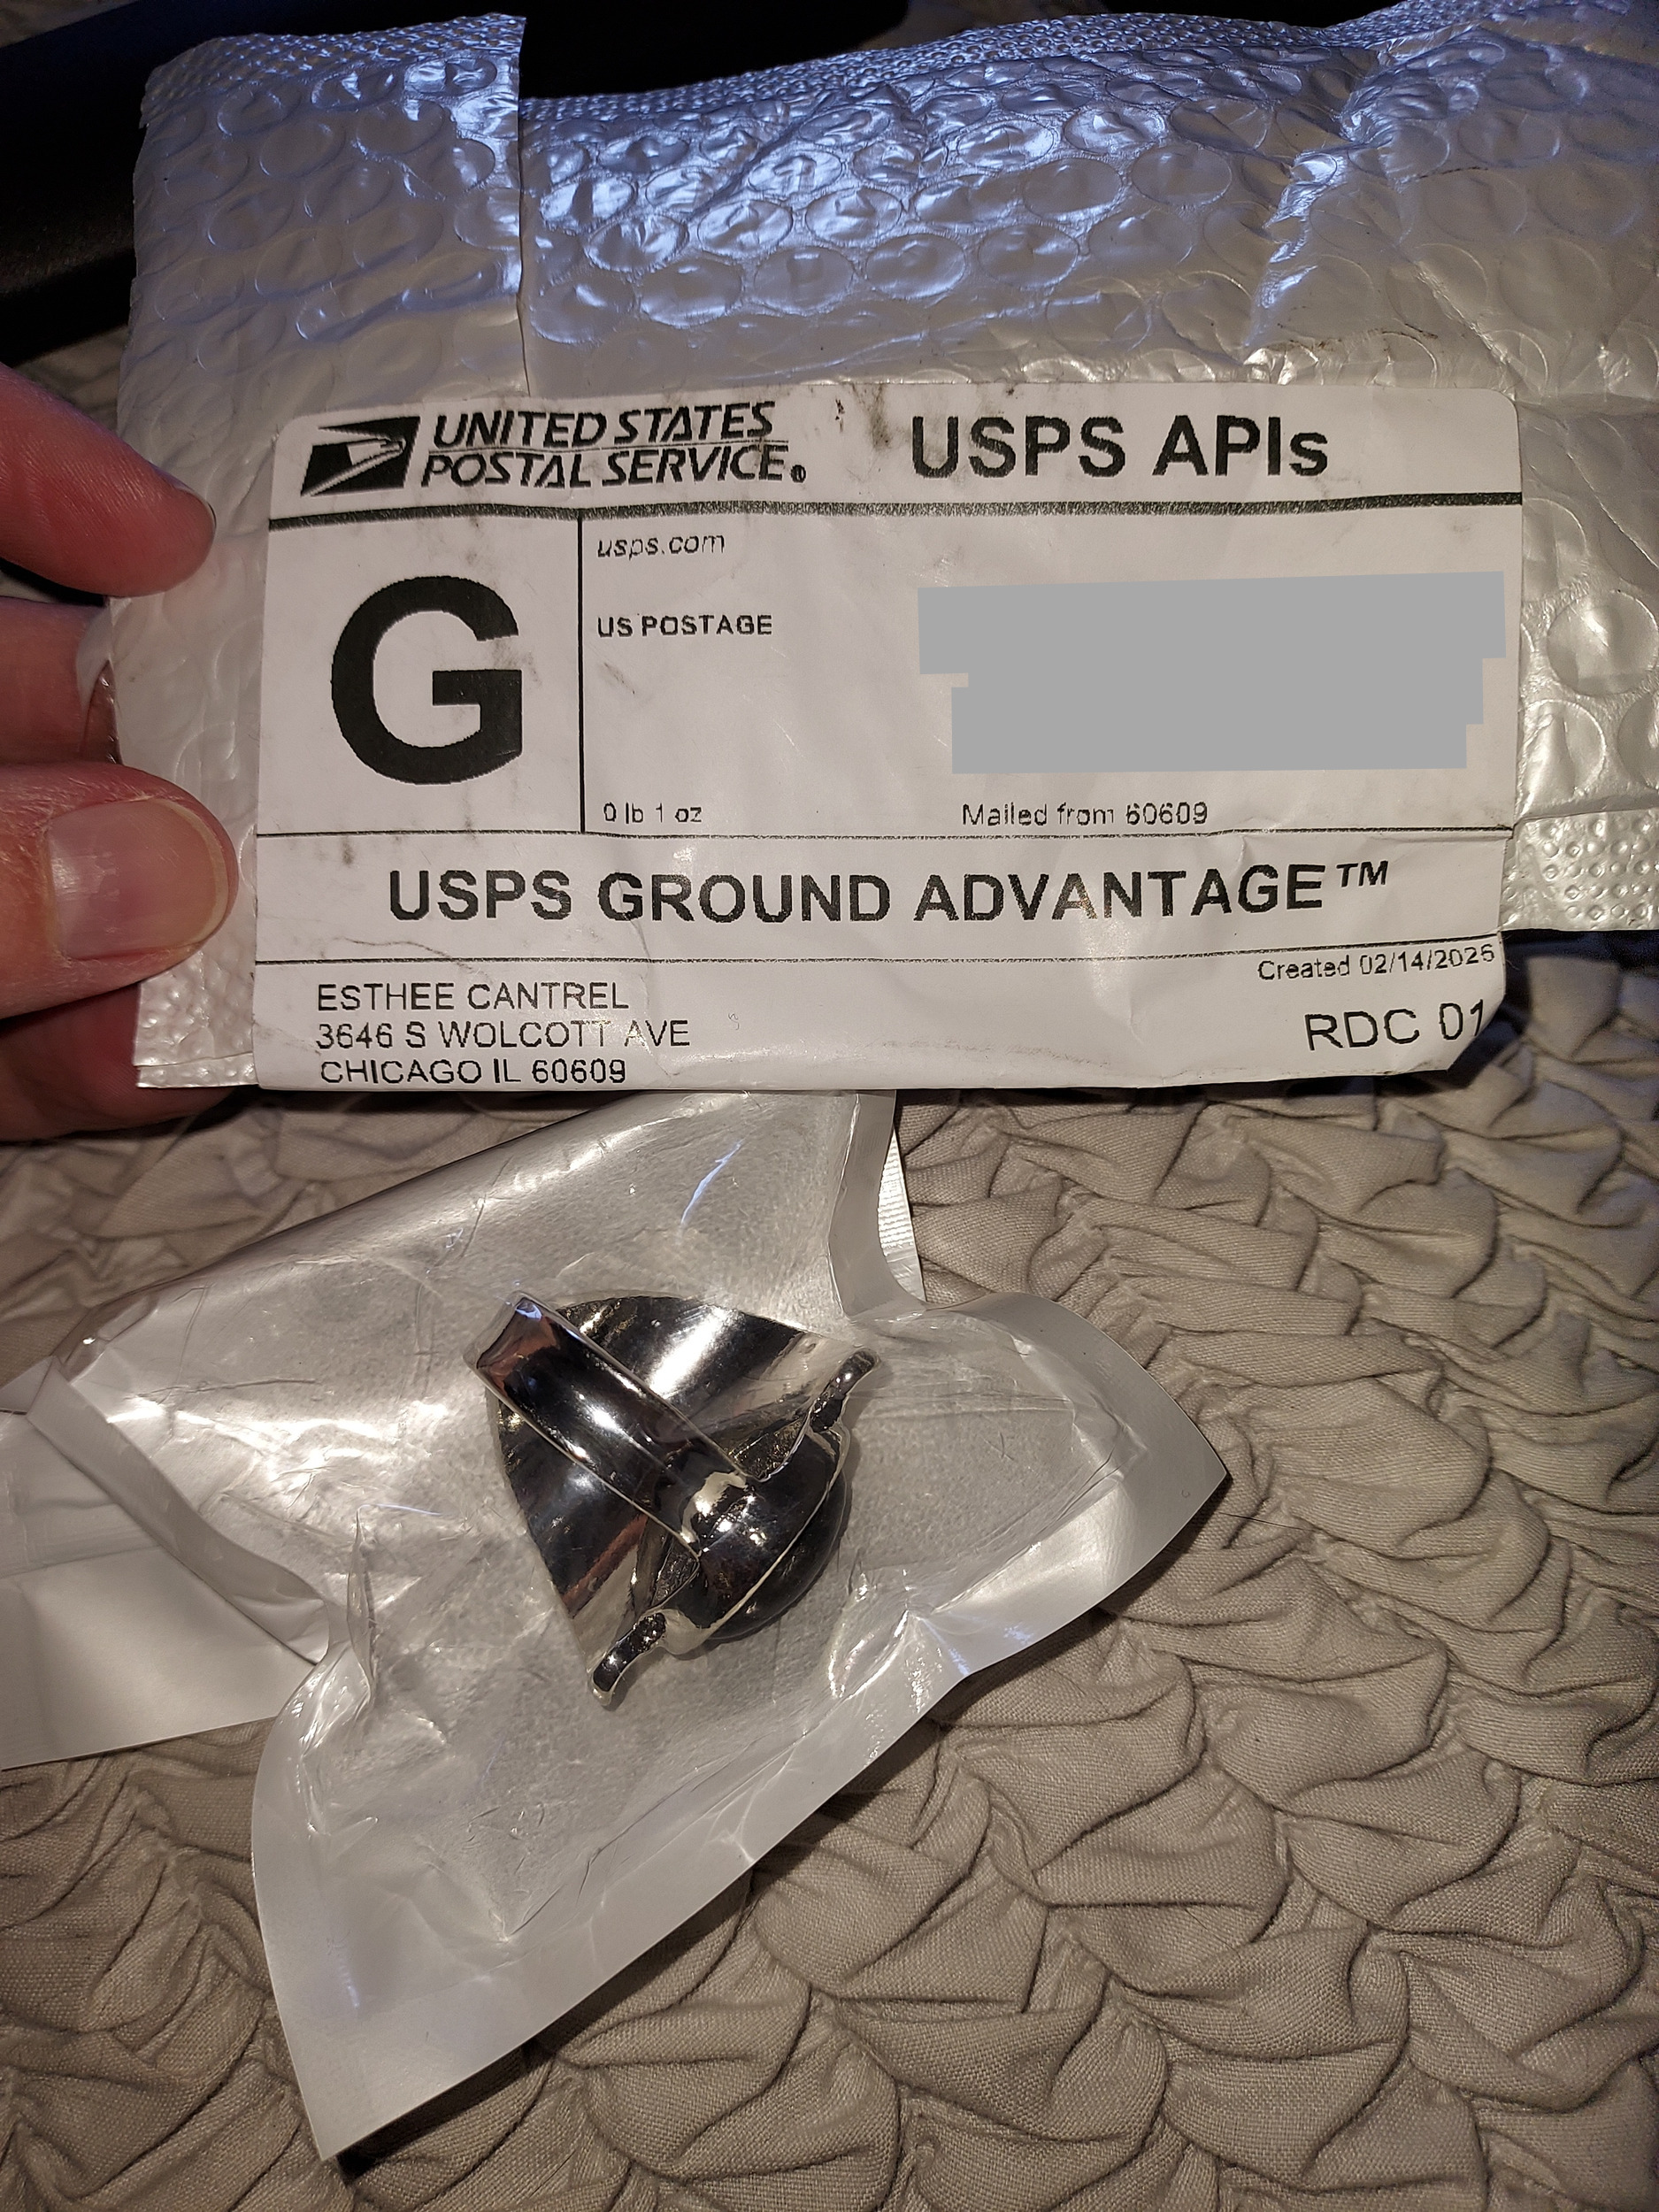 UNITED STATES
POSTAL SERVICE®
USPS APIs
usps.com
US POSTAGE
G
0 lb 1 oz
Mailed from 60609
USPS GROUND ADVANTAGE™
Created 02/14/2025
ESTHEE CANTREL
3646 S WOLCOTT AVE
CHICAGO IL 60609
RDC 01